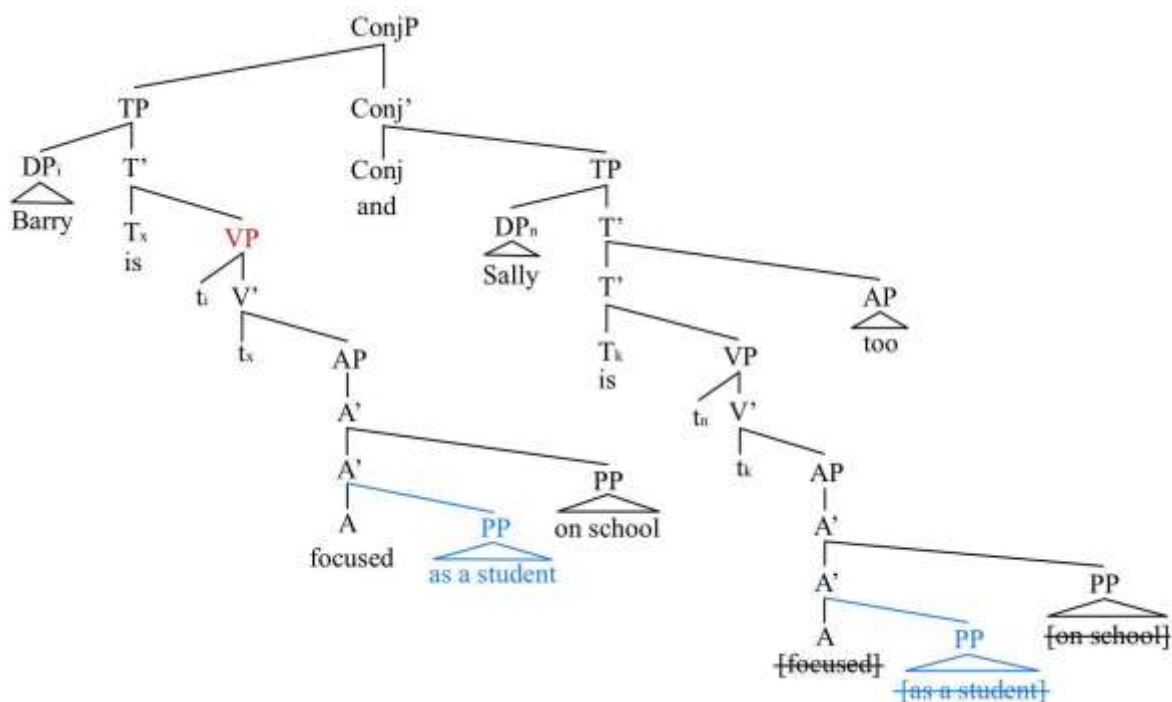 ConjP
TP Conj’
DPᵢ T’ Conj TP
Barry and
Tₓ VP DPₙ T’
is Sally
tᵢ V’ T’ AP
too
tₓ AP Tₖ VP
is
A’ tₙ V’
A’ PP tₖ AP
on school
A PP A’
focused as a student
A’ PP
[on school]
A PP
[focused] [as a student]